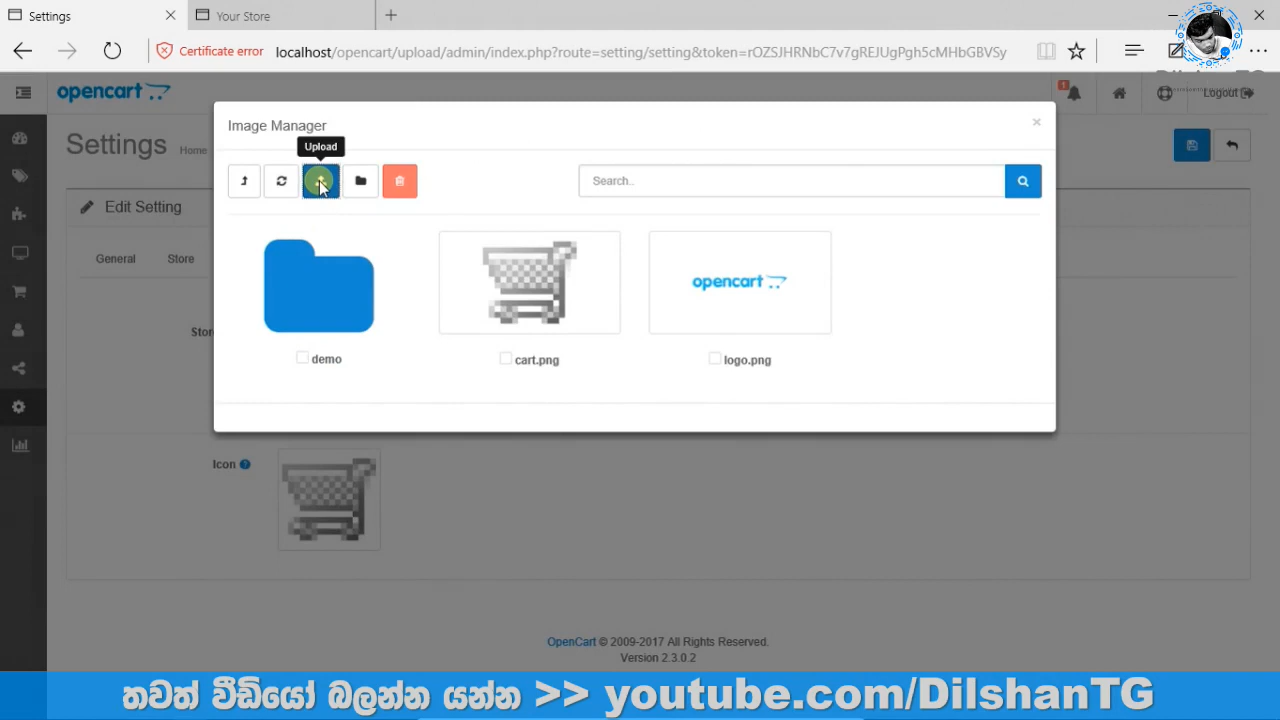 Settings
Your Store
Certificate error
localhost/opencart/upload/admin/index.php?route=setting/setting&token=rOZSJHRNbC7v7gREJUgPgh5cMHbGBVSy
opencart
1
Logout
Settings
Home
Image Manager
Upload
Search..
Edit Setting
General
Store
opencart
demo
cart.png
logo.png
Icon
OpenCart © 2009-2017 All Rights Reserved.
Version 2.3.0.2
තවත් වීඩියෝ බලන්න යන්න >> youtube.com/DilshanTG